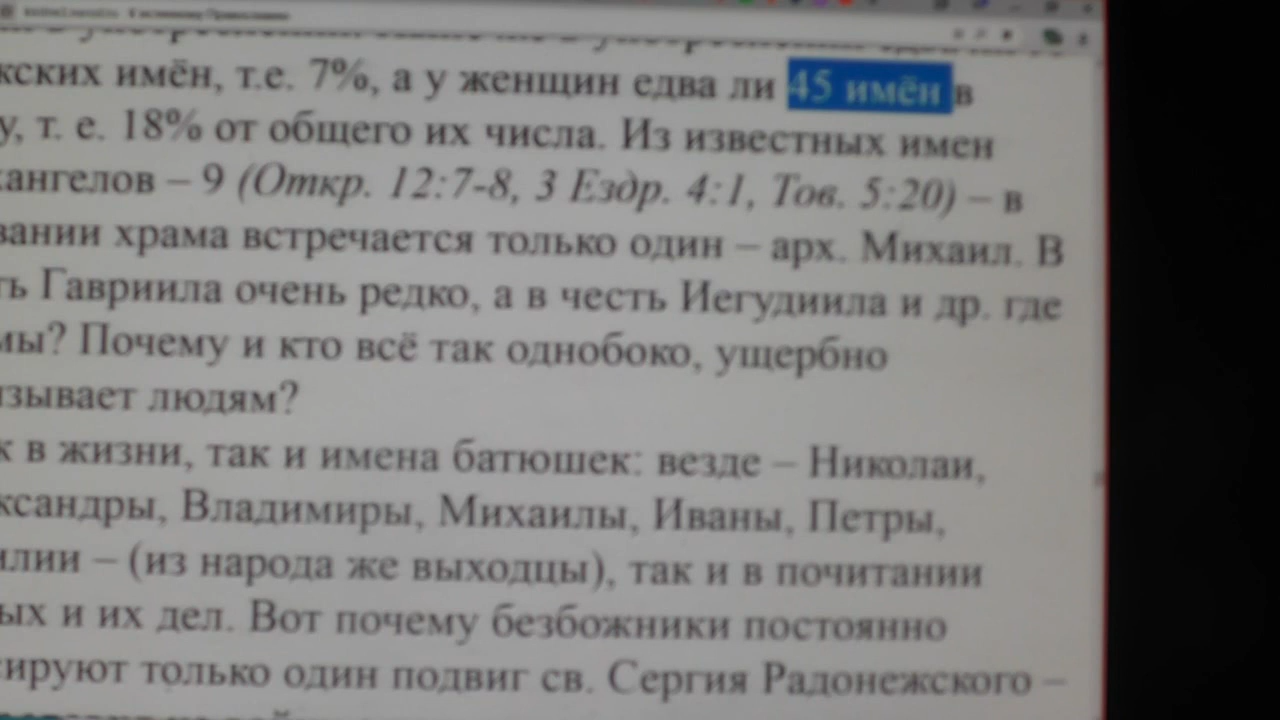 К истинному Православию
кских имён, т.е. 7%, а у женщин едва ли 45 имён в
у, т. е. 18% от общего их числа. Из известных имен
хангелов – 9 (Откр. 12:7-8, 3 Ездр. 4:1, Тов. 5:20) – в
вании храма встречается только один – арх. Михаил. В
ть Гавриила очень редко, а в честь Иегудиила и др. где
мы? Почему и кто всё так однобоко, ущербно
зывает людям?
к в жизни, так и имена батюшек: везде – Николаи,
ксандры, Владимиры, Михаилы, Иваны, Петры,
илии – (из народа же выходцы), так и в почитании
ых и их дел. Вот почему безбожники постоянно
сируют только один подвиг св. Сергия Радонежского –